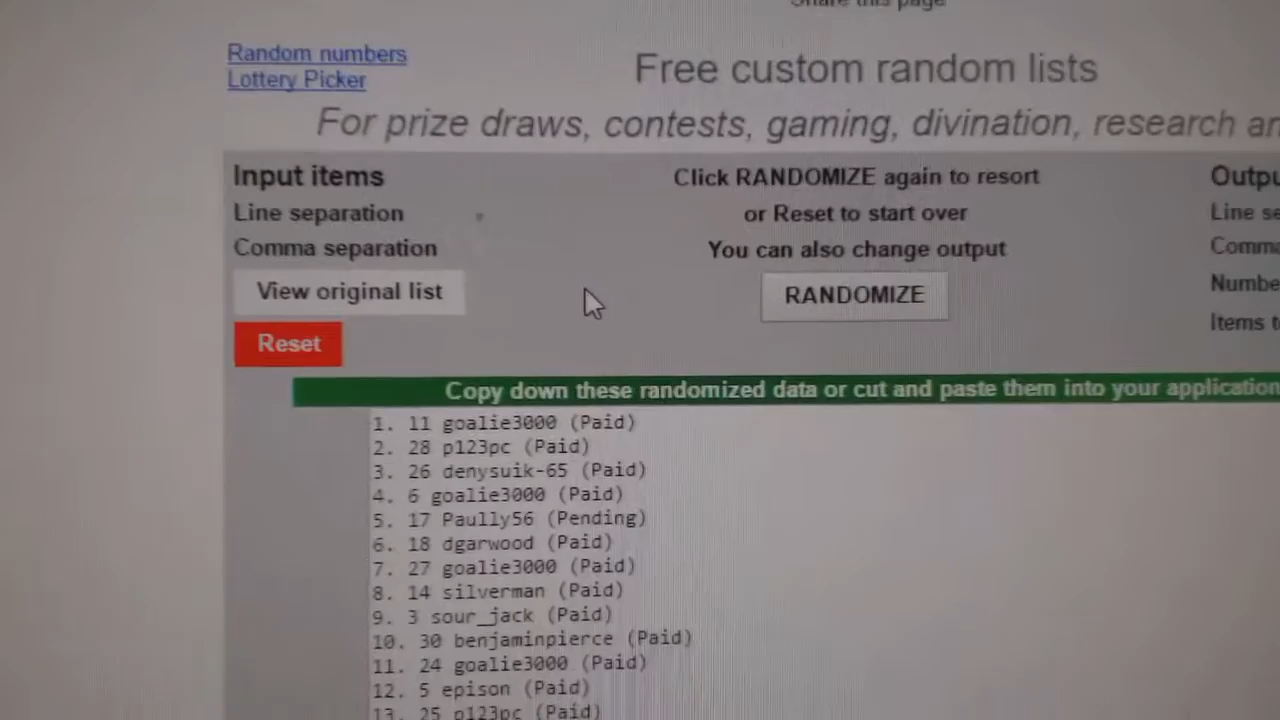 Share this page
Random numbers
Lottery Picker
Free custom random lists
For prize draws, contests, gaming, divination, research
Input items
Click RANDOMIZE again to resort
Line separation
or Reset to start over
Line
Comma separation
You can also change output
View original list
RANDOMIZE
Reset
Items
Copy down these randomized data or cut and paste them into your application
1. 11 goalie3000 (Paid)
2. 28 p123pc (Paid)
3. 26 denysuik-65 (Paid)
4. 6 goalie3000 (Paid)
5. 17 Paully56 (Pending)
6. 18 dgarwood (Paid)
7. 27 goalie3000 (Paid)
8. 14 silverman (Paid)
9. 3 sour_jack (Paid)
10. 30 benjaminpierce (Paid)
11. 24 goalie3000 (Paid)
12. 5 epison (Paid)
13. 25 p123pc (Paid)